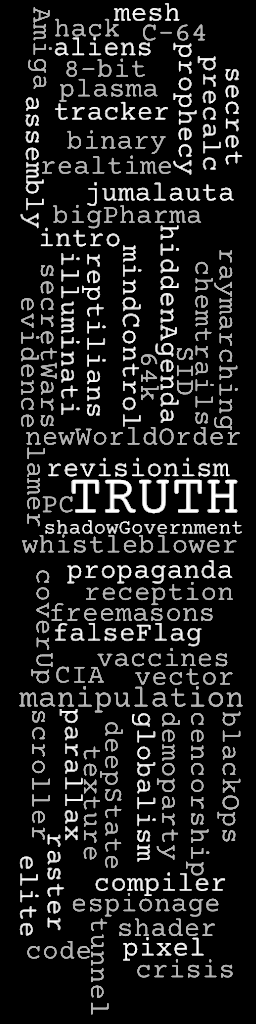 mesh
hack
C-64
Amiga
aliens
prophecy
precalc
secret
8-bit
plasma
assembly
tracker
binary
realtime
jumalauta
bigPharma
intro
hiddenAgenda
mindControl
reptilians
illuminati
secretWars
evidence
raymarching
chemtrails
SID
64k
newWorldOrder
lamer
revisionism
PC
TRUTH
shadowGovernment
whistleblower
propaganda
coverUp
reception
freemasons
falseFlag
vaccines
CIA
vector
manipulation
scroller
parallax
texture
deepState
globalism
demoparty
cencorship
blackOps
raster
elite
compiler
espionage
tunnel
shader
code
pixel
crisis